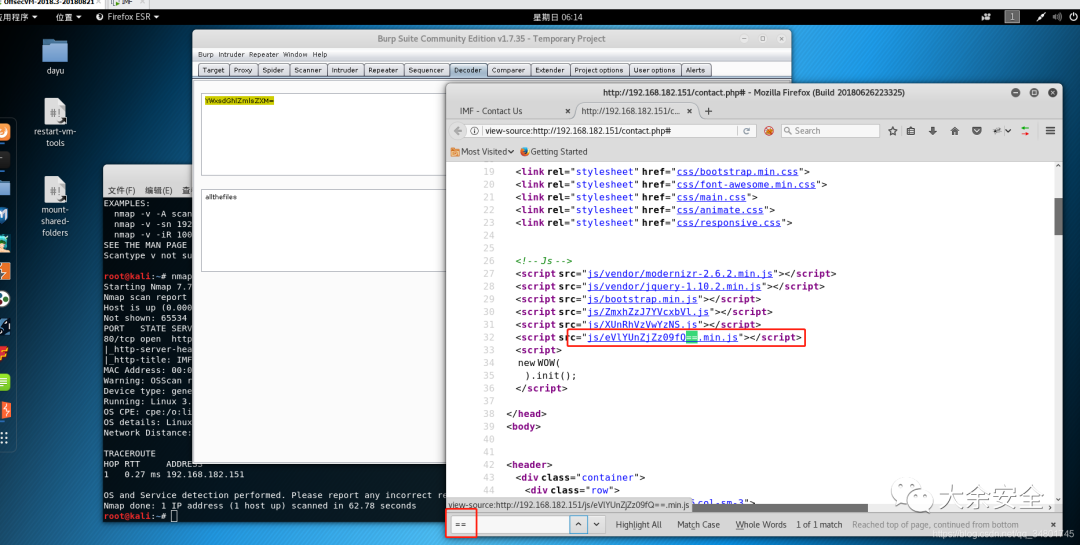 OffsecVM-2018.3-20180821
IMF
应用程序
位置
Firefox ESR
星期日 06:14
1
dayu
restart-vm-
tools
mount-
shared-
folders
Burp Suite Community Edition v1.7.35 - Temporary Project
Burp Intruder Repeater Window Help
Target Proxy Spider Scanner Intruder Repeater Sequencer Decoder Comparer Extender Project options User options Alerts
YWxsdGhlZmlsZXM=
allthefiles
文件(F) 编辑(E)
EXAMPLES:
nmap -v -A scan
nmap -v -sn 192
nmap -v -iR 100
SEE THE MAN PAGE
Scantype v not su
root@kali:~# nmap
Starting Nmap 7.7
Nmap scan report
Host is up (0.000
Not shown: 65534
PORT STATE SERV
80/tcp open http
|_http-server-hea
|_http-title: IMF
MAC Address: 00:0
Warning: OSScan r
Device type: gene
Running: Linux 3.
OS CPE: cpe:/o:li
OS details: Linux
Network Distance:
TRACEROUTE
HOP RTT ADDRESS
1 0.27 ms 192.168.182.151
OS and Service detection performed. Please report any incorrect re
Nmap done: 1 IP address (1 host up) scanned in 62.78 seconds
root@kali:~#
http://192.168.182.151/contact.php# - Mozilla Firefox (Build 20180626223325)
IMF - Contact Us × http://192.168.182.151/c... × +
view-source:http://192.168.182.151/contact.php# Search
Most Visited Getting Started
19 <link rel="stylesheet" href="css/bootstrap.min.css">
20 <link rel="stylesheet" href="css/font-awesome.min.css">
21 <link rel="stylesheet" href="css/main.css">
22 <link rel="stylesheet" href="css/animate.css">
23 <link rel="stylesheet" href="css/responsive.css">
24
25
26 <!-- Js -->
27 <script src="js/vendor/modernizr-2.6.2.min.js"></script>
28 <script src="js/vendor/jquery-1.10.2.min.js"></script>
29 <script src="js/bootstrap.min.js"></script>
30 <script src="js/ZmxhZzJ7YVcxbVl.js"></script>
31 <script src="js/XUnRhVzVwYzNS.js"></script>
32 <script src="js/eVlYUnZjZz09fQ==.min.js"></script>
33 <script>
34 new WOW(
35 ).init();
36 </script>
37
38 </head>
39 <body>
40
41
42 <header>
43 <div class="container">
44 <div class="row">
col-sm-3">
view-source:http://192.168.182.151/js/eVlYUnZjZz09fQ==.min.js
== Highlight All Match Case Whole Words 1 of 1 match Reached top of page, continued from bottom
大余安全